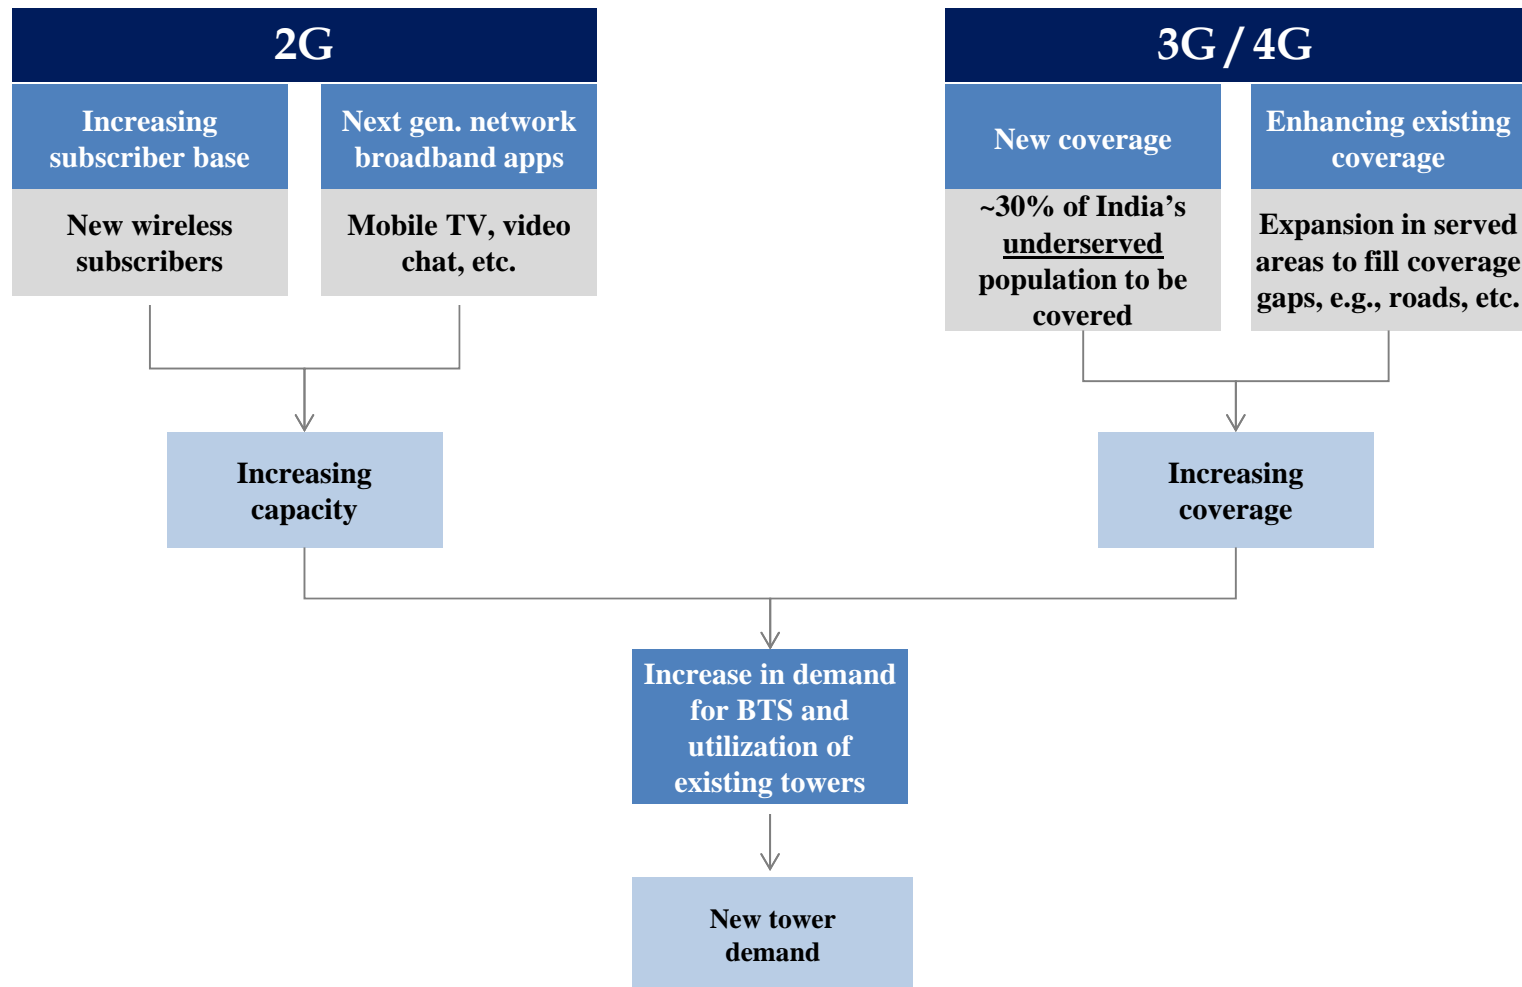 2G
3G / 4G
Increasing
subscriber base
Next gen. network
broadband apps
New coverage
Enhancing existing
coverage
New wireless
subscribers
Mobile TV, video
chat, etc.
~30% of India’s
underserved
population to be
covered
Expansion in served
areas to fill coverage
gaps, e.g., roads, etc.
Increasing
capacity
Increasing
coverage
Increase in demand
for BTS and
utilization of
existing towers
New tower
demand